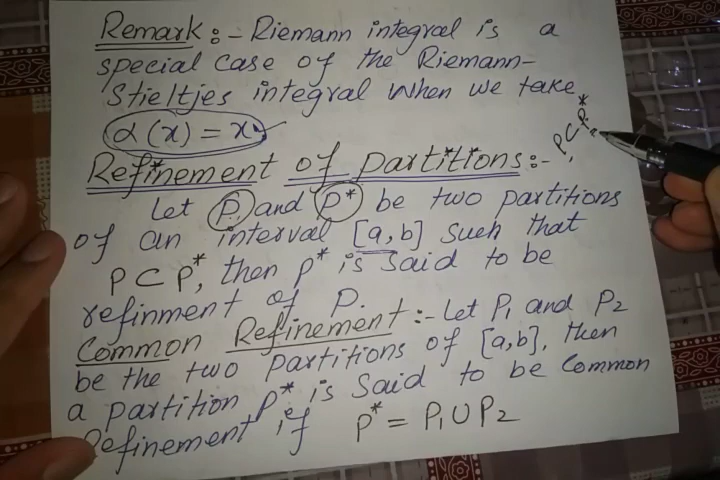 Remark :- Riemann integral is a
special case of the Riemann-
Stieltjes integral when we take
α(x) = x
P ⊂ P*
Refinement of partitions :-
Let P and P* be two partitions
of an interval [a,b] such that
P ⊂ P*, then P* is said to be
refinment of P.
Common Refinement :- Let P₁ and P₂
be the two partitions of [a,b], then
a partition P* is said to be Common
Refinement if P* = P₁ ∪ P₂